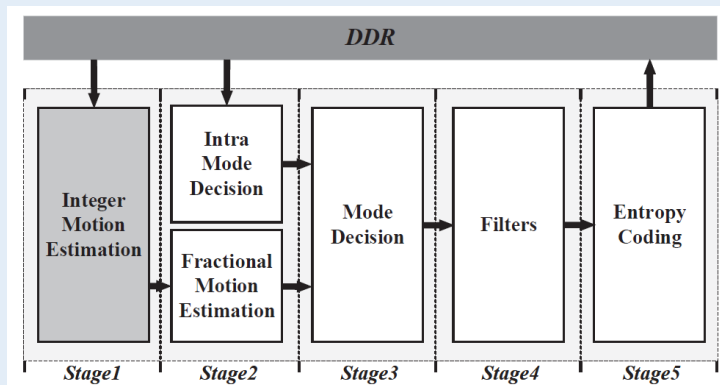 DDR
Integer
Motion
Estimation
Intra
Mode
Decision
Fractional
Motion
Estimation
Mode
Decision
Filters
Entropy
Coding
Stage1
Stage2
Stage3
Stage4
Stage5